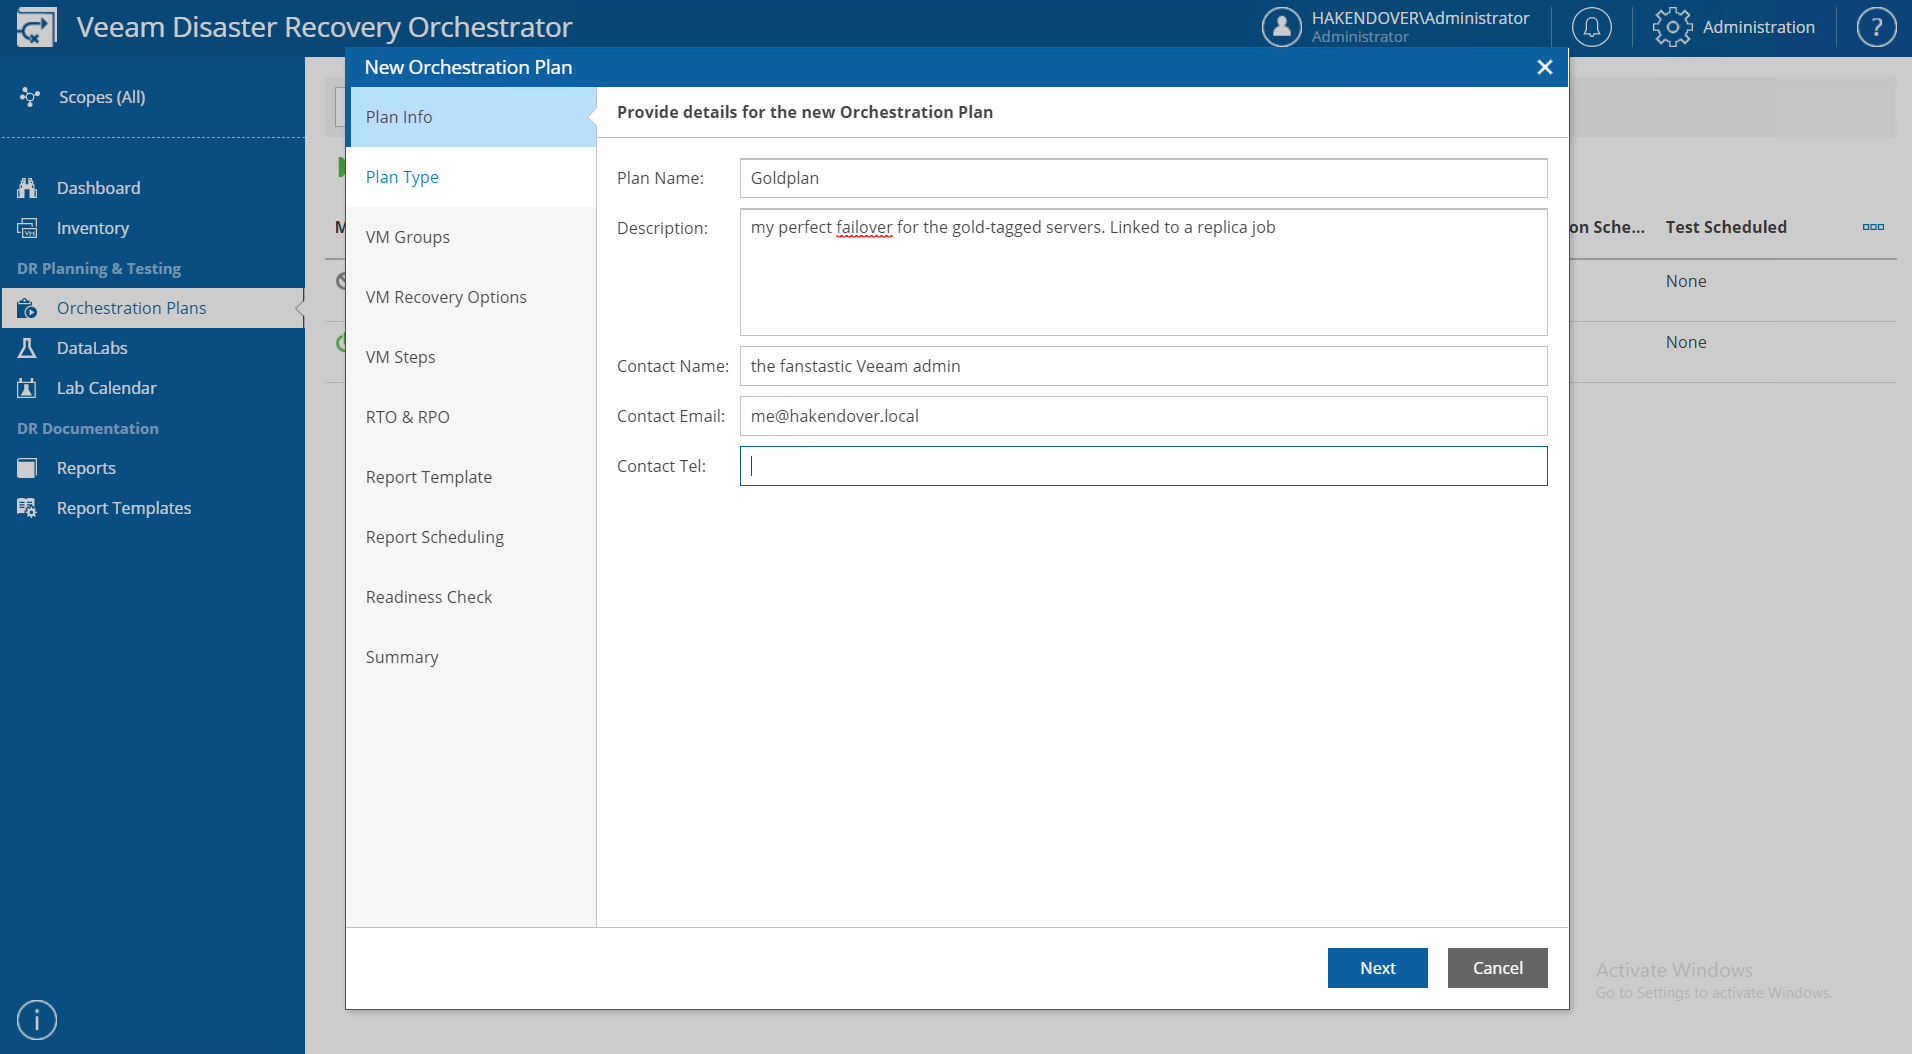 Veeam Disaster Recovery Orchestrator
HAKENDOVER\Administrator
Administrator
Administration
?
Scopes (All)
Dashboard
Inventory
DR Planning & Testing
Orchestration Plans
DataLabs
Lab Calendar
DR Documentation
Reports
Report Templates
i
New Orchestration Plan
Plan Info
Plan Type
VM Groups
VM Recovery Options
VM Steps
RTO & RPO
Report Template
Report Scheduling
Readiness Check
Summary
Provide details for the new Orchestration Plan
Plan Name: Goldplan
Description: my perfect failover for the gold-tagged servers. Linked to a replica job
Contact Name: the fanstastic Veeam admin
Contact Email: me@hakendover.local
Contact Tel:
Next Cancel
on Sche... Test Scheduled
None
None
Activate Windows
Go to Settings to activate Windows.